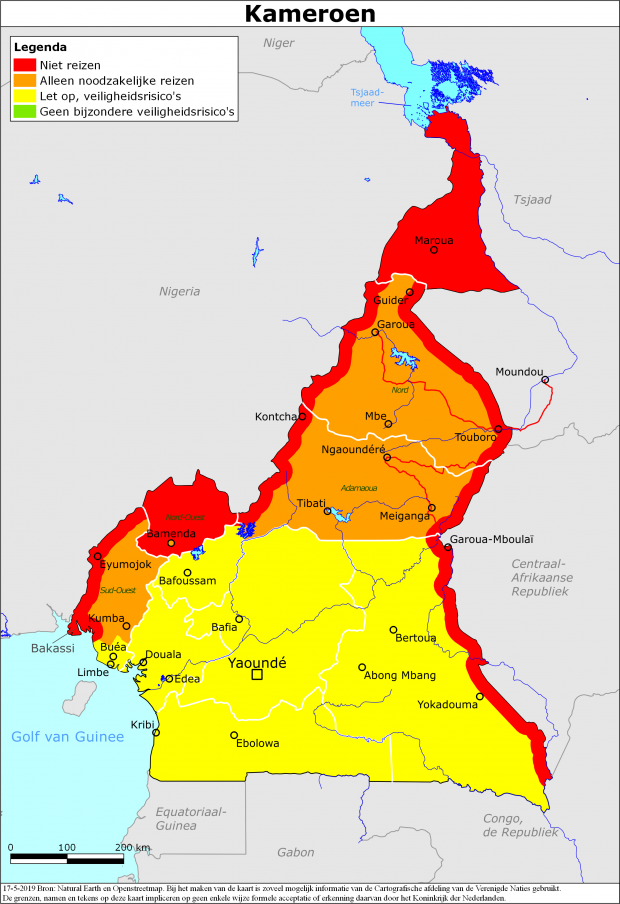 Kameroen
Legenda
Niet reizen
Alleen noodzakelijke reizen
Let op, veiligheidsrisico's
Geen bijzondere veiligheidsrisico's
Niger
Tsjaad-
meer
Tsjaad
Maroua
Nigeria
Guider
Garoua
Moundou
Nord
Kontcha
Mbe
Touboro
Ngaoundéré
Adamaoua
Tibati
Meiganga
Nord-Ouest
Bamenda
Garoua-Mboulaï
Eyumojok
Bafoussam
Centraal-
Afrikaanse
Republiek
Sud-Ouest
Kumba
Bafia
Bertoua
Bakassi
Buéa
Douala
Yaoundé
Limbe
Edea
Abong Mbang
Yokadouma
Kribi
Golf van Guinee
Ebolowa
Equatoriaal-
Guinea
Congo,
de Republiek
0 100 200 km
Gabon
17-5-2019 Bron: Natural Earth en Openstreetmap. Bij het maken van de kaart is zoveel mogelijk informatie van de Cartografische afdeling van de Verenigde Naties gebruikt.
De grenzen, namen en tekens op deze kaart impliceren op geen enkele wijze formele acceptatie of erkenning daarvan door het Koninkrijk der Nederlanden.